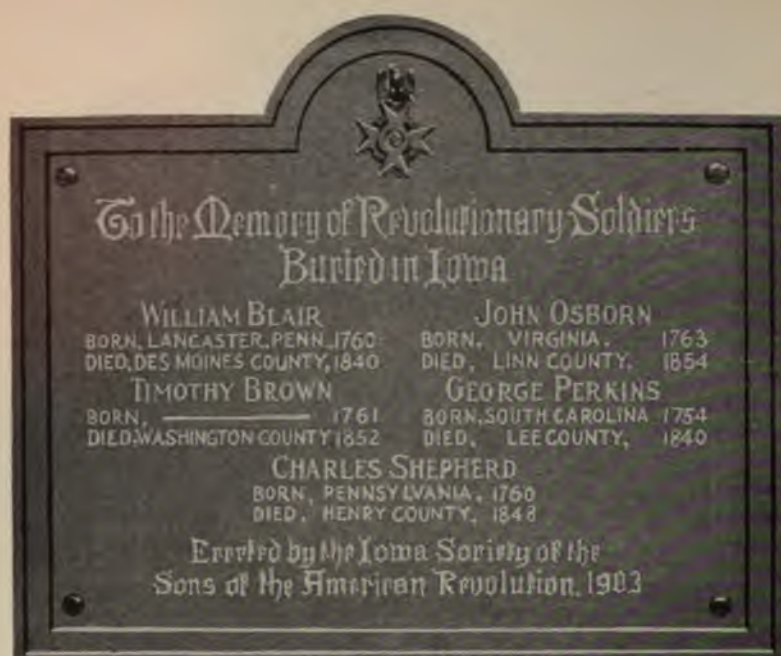 To the Memory of Revolutionary Soldiers
Buried in Iowa
WILLIAM BLAIR
BORN, LANCASTER, PENN., 1760
DIED, DES MOINES COUNTY, 1840
JOHN OSBORN
BORN, VIRGINIA, 1763
DIED, LINN COUNTY, 1854
TIMOTHY BROWN
BORN, ———— 1761
DIED, WASHINGTON COUNTY 1852
GEORGE PERKINS
BORN, SOUTH CAROLINA 1754
DIED, LEE COUNTY, 1840
CHARLES SHEPHERD
BORN, PENNSYLVANIA, 1760
DIED, HENRY COUNTY, 1848
Erected by the Iowa Society of the
Sons of the American Revolution, 1903